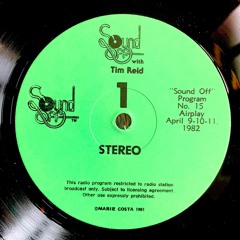 Sound Off
with
Tim Reid
Sound Off
TM
1
STEREO
"Sound Off"
Program
No. 15
Airplay
April 9-10-11,
1982
This radio program restricted to radio station
broadcast only. Subject to licensing agreement.
Other use expressly prohibited.
©MARIE COSTA 1981